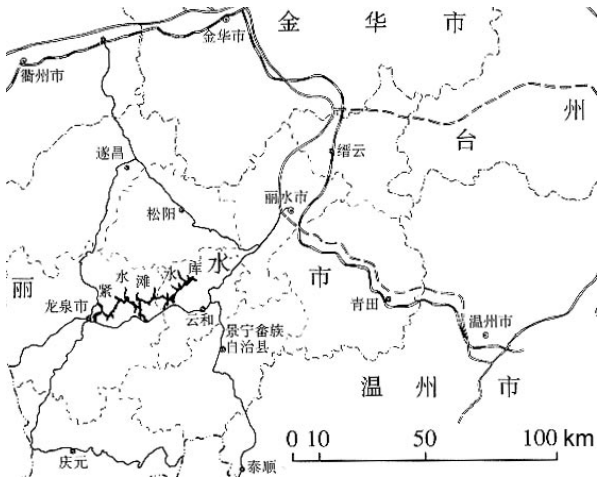 金华市
金华市
衢州市
台州
缙云
遂昌
丽水市
松阳
丽水市
紧水滩水库
龙泉市
云和
青田
景宁畲族
自治县
温州市
温州市
庆元
泰顺
0 10 50 100 km